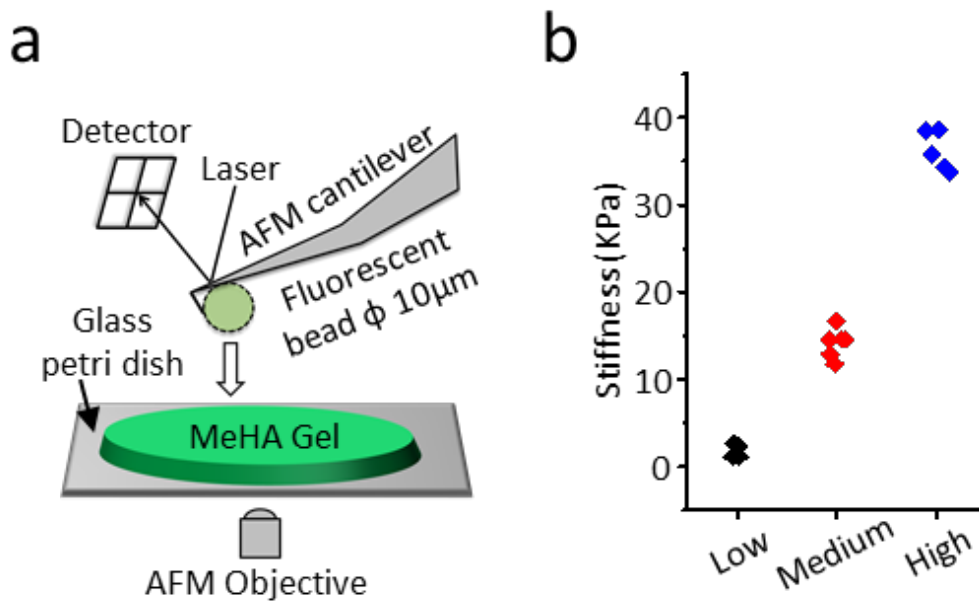 a
Detector
Laser
AFM cantilever
Fluorescent
bead ϕ 10µm
Glass
petri dish
MeHA Gel
AFM Objective
b
Stiffness (KPa)
40
30
20
10
0
Low
Medium
High